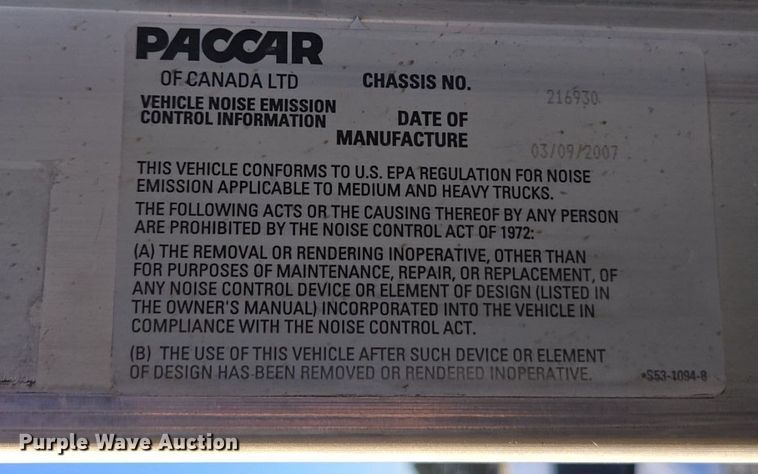 PACCAR
OF CANADA LTD
CHASSIS NO. 216930
VEHICLE NOISE EMISSION
CONTROL INFORMATION
DATE OF
MANUFACTURE 03/09/2007
THIS VEHICLE CONFORMS TO U.S. EPA REGULATION FOR NOISE
EMISSION APPLICABLE TO MEDIUM AND HEAVY TRUCKS.
THE FOLLOWING ACTS OR THE CAUSING THEREOF BY ANY PERSON
ARE PROHIBITED BY THE NOISE CONTROL ACT OF 1972:
(A) THE REMOVAL OR RENDERING INOPERATIVE, OTHER THAN
FOR PURPOSES OF MAINTENANCE, REPAIR, OR REPLACEMENT, OF
ANY NOISE CONTROL DEVICE OR ELEMENT OF DESIGN (LISTED IN
THE OWNER'S MANUAL) INCORPORATED INTO THE VEHICLE IN
COMPLIANCE WITH THE NOISE CONTROL ACT.
(B) THE USE OF THIS VEHICLE AFTER SUCH DEVICE OR ELEMENT
OF DESIGN HAS BEEN REMOVED OR RENDERED INOPERATIVE.
•S53-1094-8
Purple Wave Auction